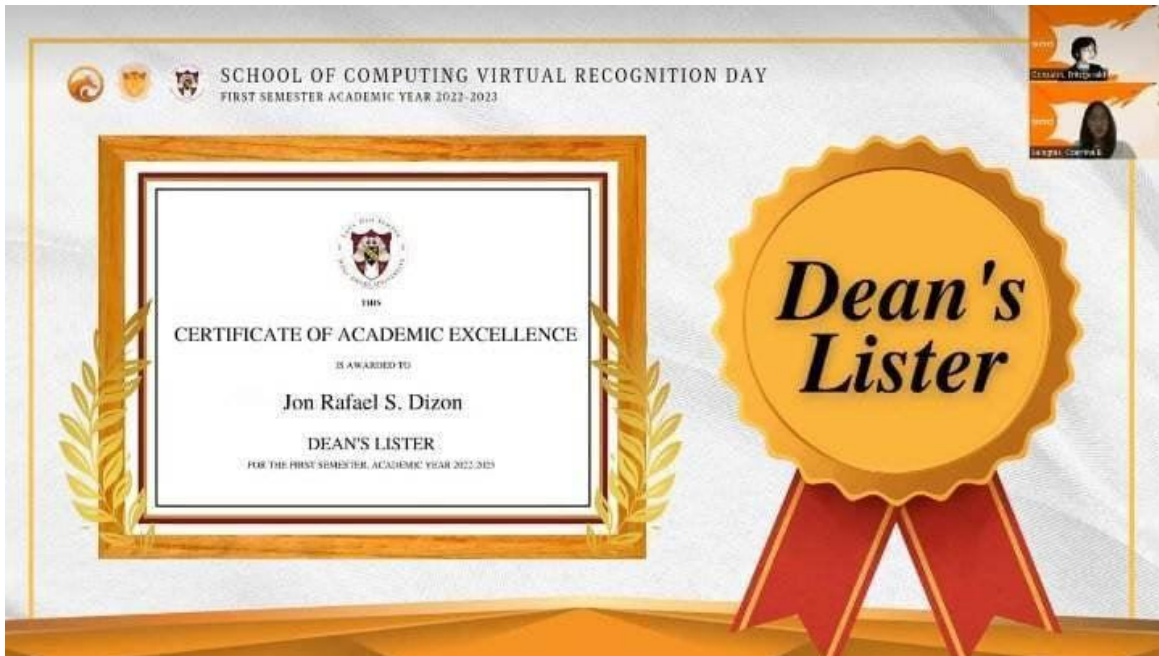 SCHOOL OF COMPUTING VIRTUAL RECOGNITION DAY
FIRST SEMESTER ACADEMIC YEAR 2022-2023
THIS
CERTIFICATE OF ACADEMIC EXCELLENCE
IS AWARDED TO
Jon Rafael S. Dizon
DEAN'S LISTER
FOR THE FIRST SEMESTER, ACADEMIC YEAR 2022-2023
Dean's
Lister